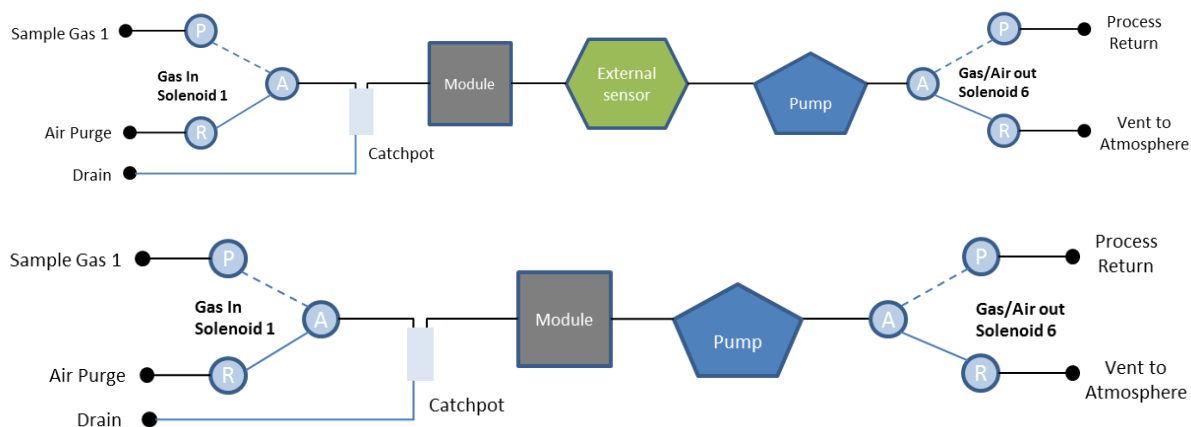 Sample Gas 1
P
Gas In
Solenoid 1
A
Air Purge
R
Drain
Catchpot
Module
External
sensor
Pump
A
P
Process
Return
Gas/Air out
Solenoid 6
R
Vent to
Atmosphere
Sample Gas 1
P
Gas In
Solenoid 1
A
Air Purge
R
Drain
Catchpot
Module
Pump
A
P
Process
Return
Gas/Air out
Solenoid 6
R
Vent to
Atmosphere